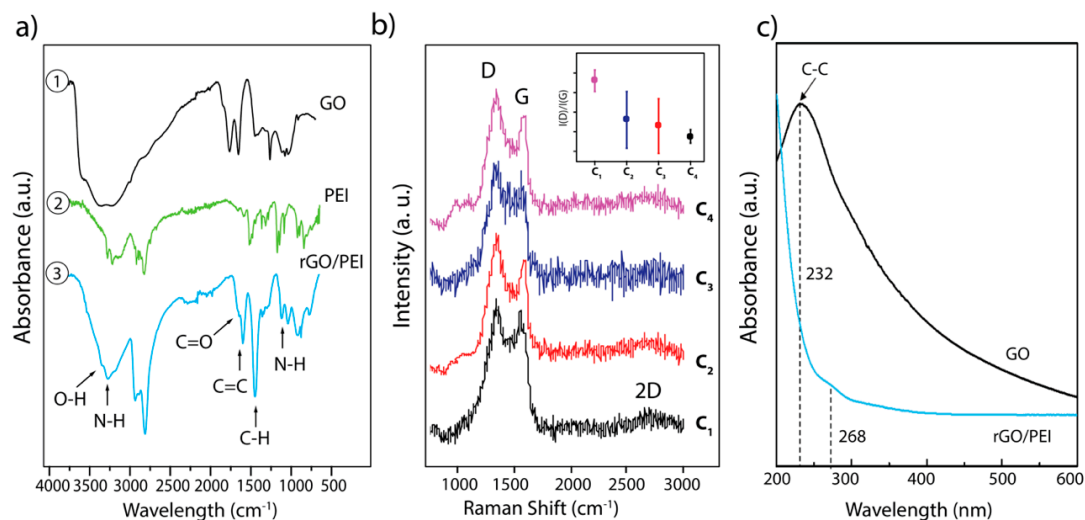 a)
1
GO
2
PEI
rGO/PEI
3
C=O
C=C
N-H
O-H
N-H
C-H
Absorbance (a.u.)
4000 3500 3000 2500 2000 1500 1000 500
Wavelength (cm⁻¹)
b)
D
G
I(D)/I(G)
C₁ C₂ C₃ C₄
C₄
C₃
C₂
2D
C₁
Intensity (a. u.)
1000 1500 2000 2500 3000
Raman Shift (cm⁻¹)
c)
C-C
232
GO
268
rGO/PEI
Absorbance (a.u.)
200 300 400 500 600
Wavelength (nm)